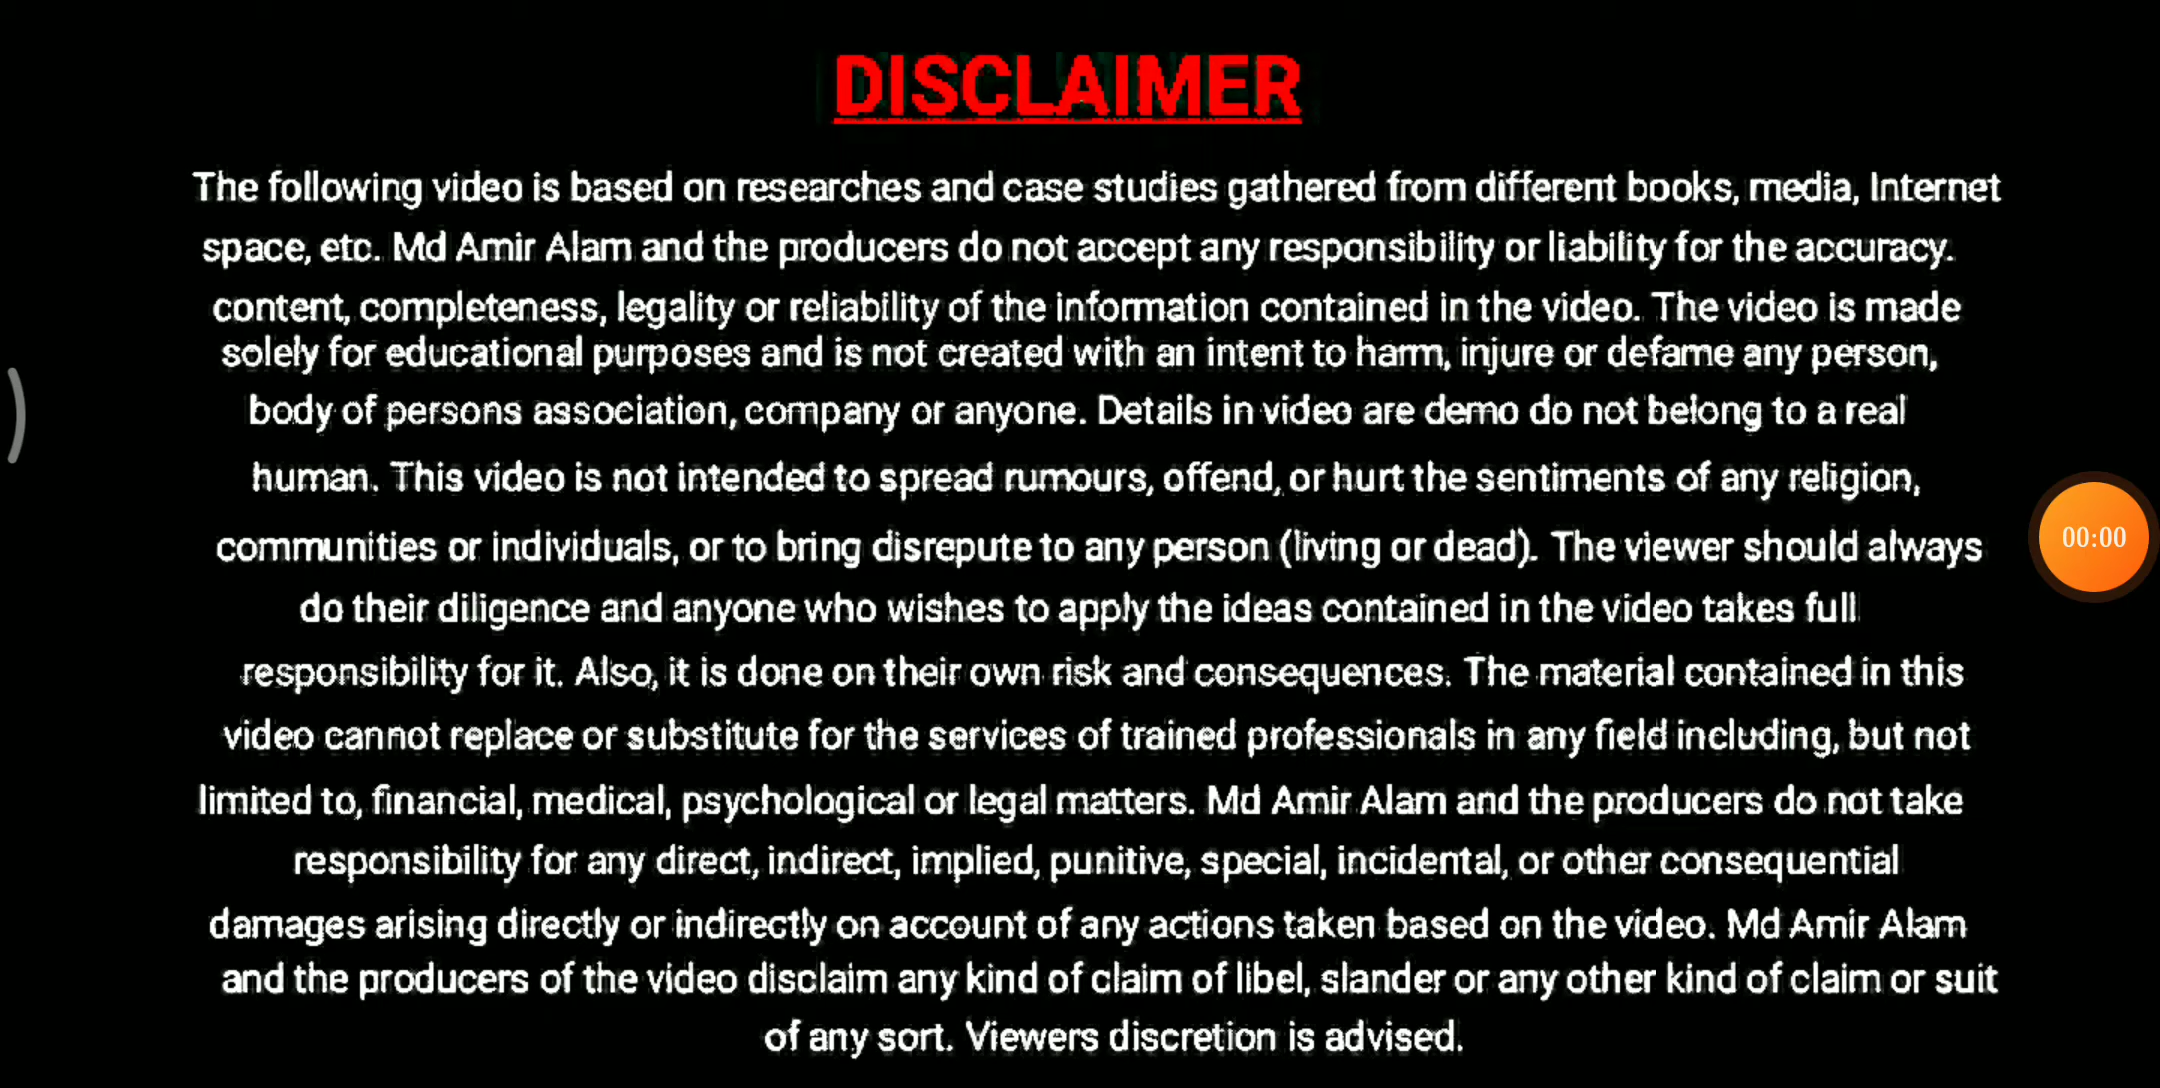 DISCLAIMER
The following video is based on researches and case studies gathered from different books, media, Internet
space, etc. Md Amir Alam and the producers do not accept any responsibility or liability for the accuracy.
content, completeness, legality or reliability of the information contained in the video. The video is made
solely for educational purposes and is not created with an intent to harm, injure or defame any person,
body of persons association, company or anyone. Details in video are demo do not belong to a real
human. This video is not intended to spread rumours, offend, or hurt the sentiments of any religion,
00:00
communities or individuals, or to bring disrepute to any person (living or dead). The viewer should always
do their diligence and anyone who wishes to apply the ideas contained in the video takes full
responsibility for it. Also, it is done on their own risk and consequences. The material contained in this
video cannot replace or substitute for the services of trained professionals in any field including, but not
limited to, financial, medical, psychological or legal matters. Md Amir Alam and the producers do not take
responsibility for any direct, indirect, implied, punitive, special, incidental, or other consequential
damages arising directly or indirectly on account of any actions taken based on the video. Md Amir Alam
and the producers of the video disclaim any kind of claim of libel, slander or any other kind of claim or suit
of any sort. Viewers discretion is advised.